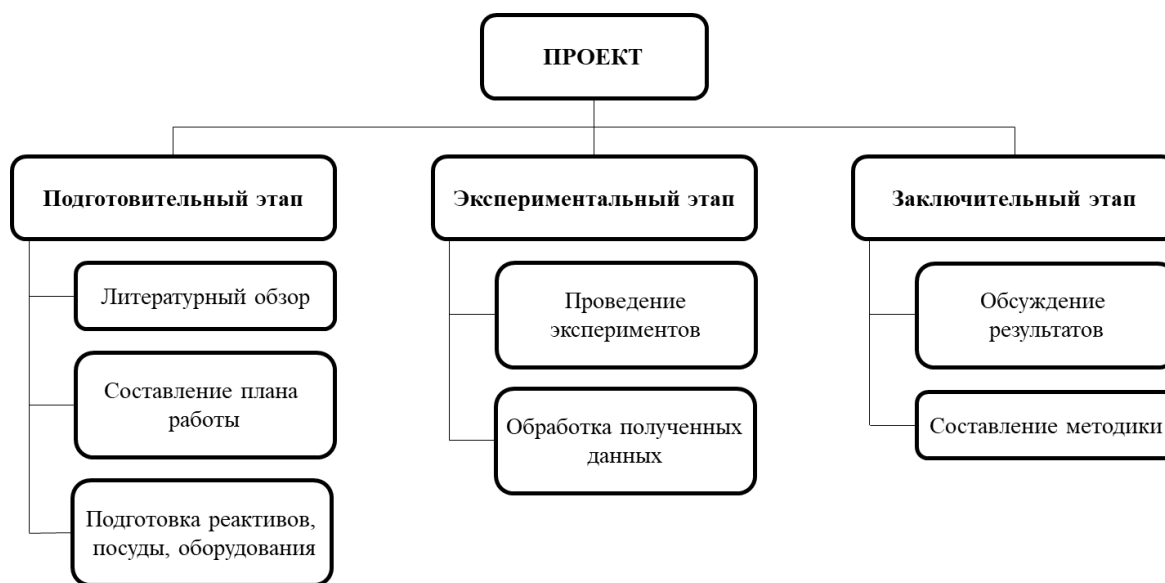 ПРОЕКТ
Подготовительный этап
Литературный обзор
Составление плана
работы
Подготовка реактивов,
посуды, оборудования
Экспериментальный этап
Проведение
экспериментов
Обработка полученных
данных
Заключительный этап
Обсуждение
результатов
Составление методики